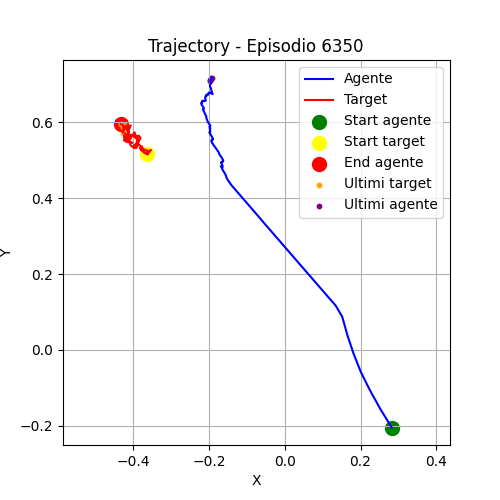 Trajectory - Episodio 6350
Agente
Target
Start agente
Start target
End agente
Ultimi target
Ultimi agente
Y
0.6
0.4
0.2
0.0
−0.2
−0.4
−0.2
0.0
0.2
0.4
X